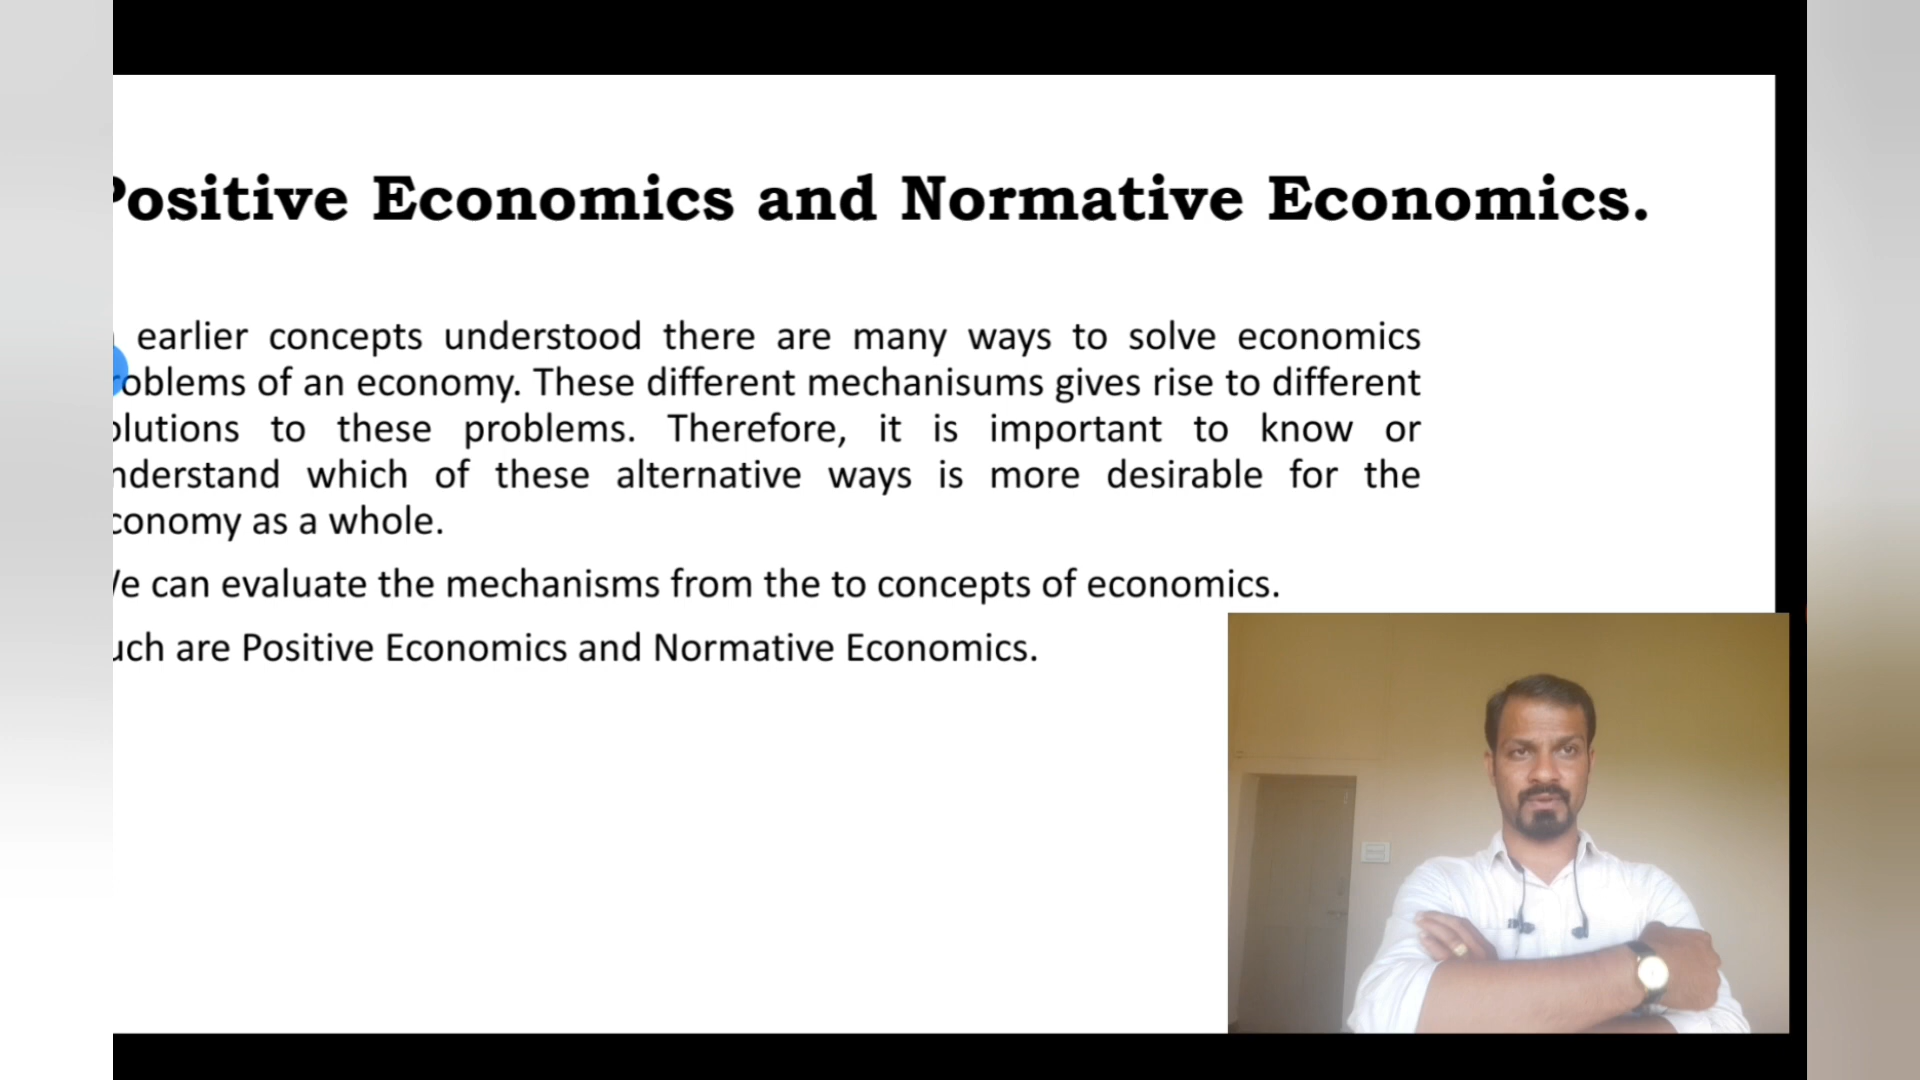 Positive Economics and Normative Economics.
earlier concepts understood there are many ways to solve economics
roblems of an economy. These different mechanisums gives rise to different
olutions to these problems. Therefore, it is important to know or
nderstand which of these alternative ways is more desirable for the
conomy as a whole.
We can evaluate the mechanisms from the to concepts of economics.
uch are Positive Economics and Normative Economics.